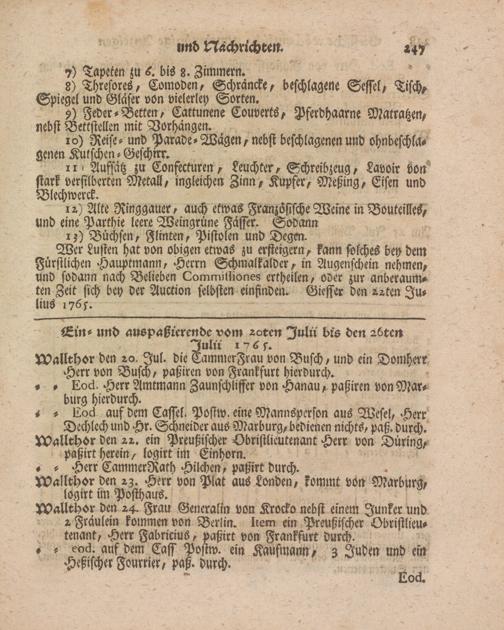 und Nachrichten. 247
7) Tapeten zu 6. bis 8. Zimmern.
8) Thresores, Comoden, Schräncke, beschlagene Sessel, Tisch,
Spiegel und Gläser von vielerley Sorten.
9) Feder-Betten, Cattunene Couverts, Pferdhaarne Matratzen,
nebst Bettstellen mit Vorhängen.
10) Reise- und Parade-Wägen, nebst beschlagenen und ohnbeschla-
genen Kutschen-Geschirr.
11) Auffätz zu Confecturen, Leuchter, Schreibzeug, Lavoir von
stark versilberten Metall, ingleichen Zinn, Kupfer, Meßing, Eisen und
Blechwerck.
12) Alte Ringgauer, auch etwas Französische Weine in Bouteilles,
und eine Parthie leere Weingrüne Fässer. Sodann
13) Büchsen, Flinten, Pistolen und Degen.
Wer Lusten hat von obigen etwas zu ersteigern, kann solches bey dem
Fürstlichen Hauptmann, Herrn Schmalkalder, in Augenschein nehmen,
und sodann nach Belieben Commissiones ertheilen, oder zur anberaum-
ten Zeit sich bey der Auction selbsten einfinden. Giessen den 22ten Ju-
lius 1765.
Ein- und auspaßierende vom 20ten Julii bis den 26ten
Julii 1765.
Wallthor den 20. Jul. die CammerFrau von Busch, und ein Domherr
Herr von Busch, paßiren von Frankfurt hierdurch.
- - Eod. Herr Amtmann Zaunschliffer von Hanau, paßiren von Mar-
burg hierdurch.
- - Eod auf dem Cassel. Postw. eine Mannsperson aus Wesel, Herr
Dechlech und Hr. Schneider aus Marburg, bedienen nichts, paß. durch.
Wallthor den 22. ein Preußischer Obristlieutenant Herr von Düring,
paßirt herein, logirt im Einhorn.
- - Herr CammerRath Hilchen, paßirt durch.
Wallthor den 23. Herr von Plat aus Londen, kommt von Marburg,
logirt im Posthaus.
Wallthor den 24. Frau Generalin von Krocko nebst einem Junker und
2 Fräulein kommen von Berlin. Item ein Preußischer Obristlieu-
tenant, Herr Fabricius, paßirt von Frankfurt durch.
- - eod. auf dem Cass Postw. ein Kaufmann, 3 Juden und ein
Heßischer Fourrier, paß. durch.
Eod.